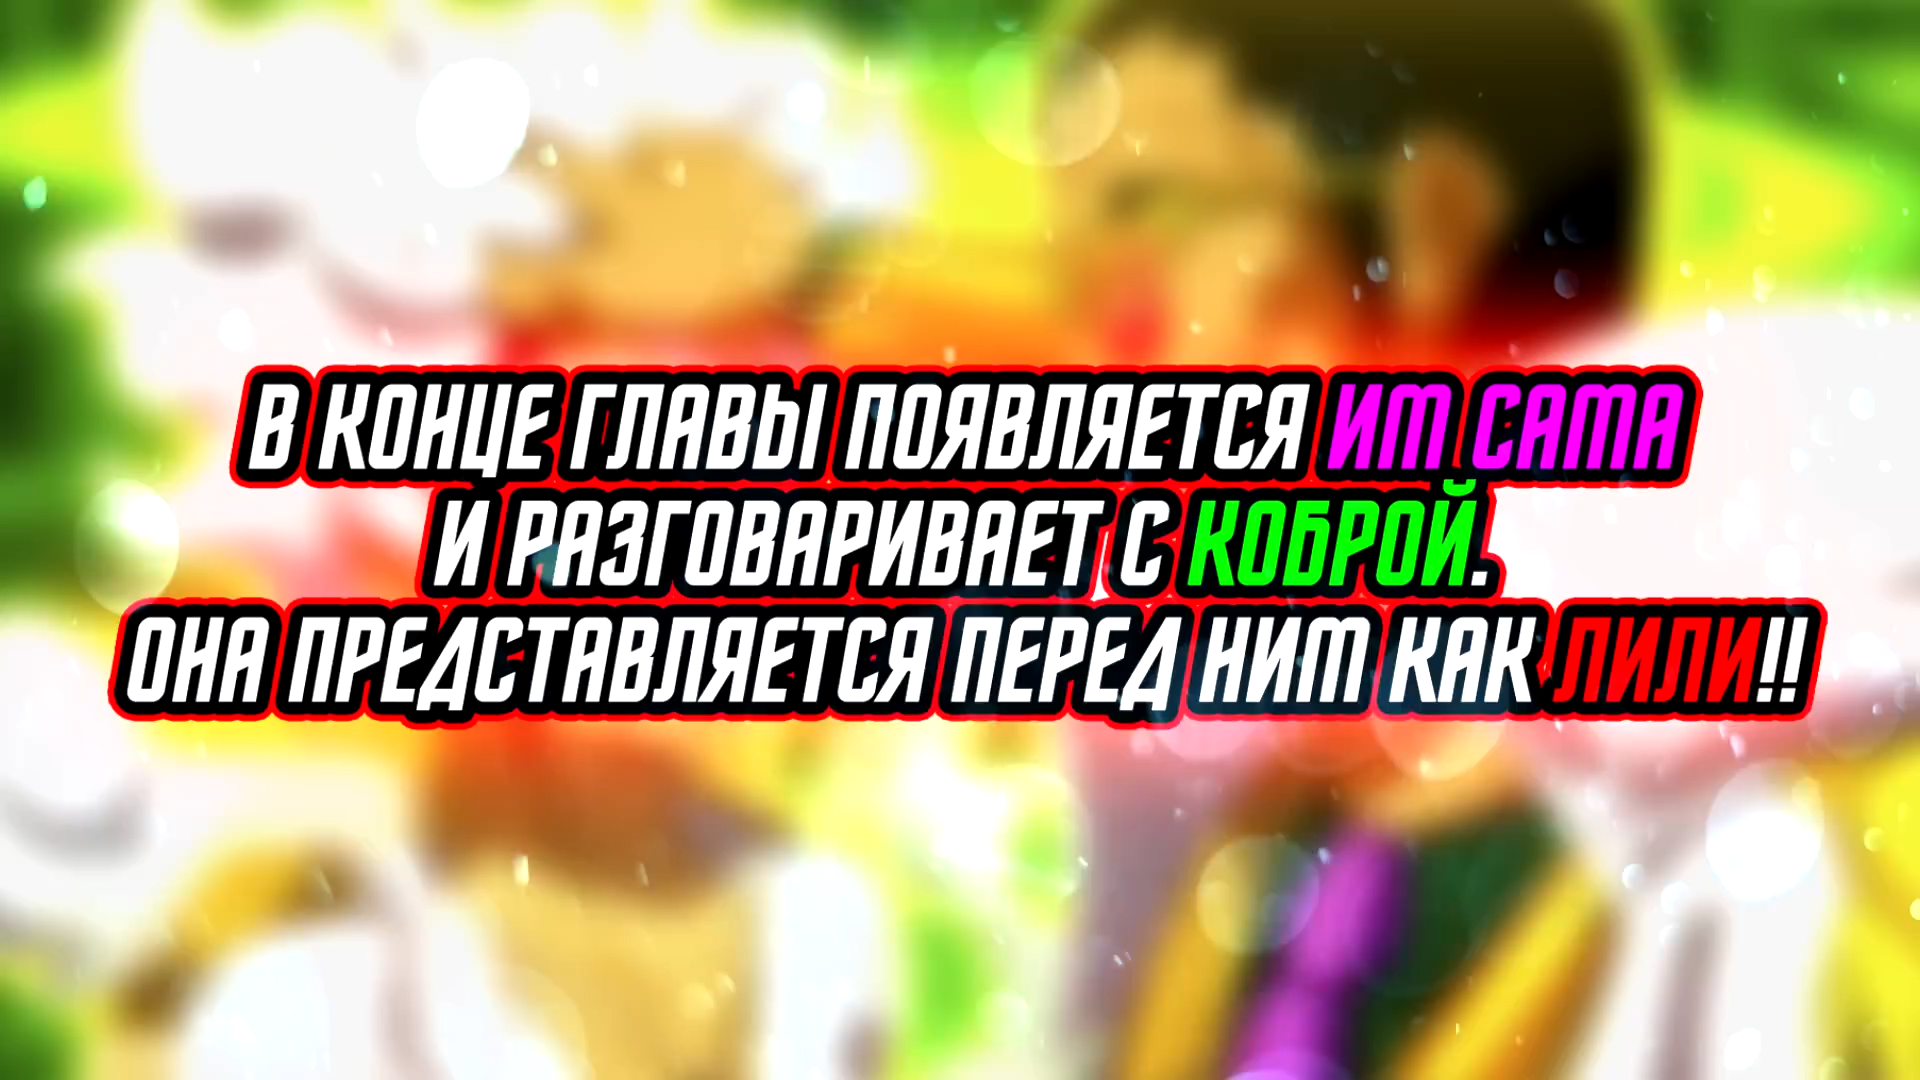 В КОНЦЕ ГЛАВЫ ПОЯВЛЯЕТСЯ ИМ САМА
И РАЗГОВАРИВАЕТ С КОБРОЙ.
ОНА ПРЕДСТАВЛЯЕТСЯ ПЕРЕД НИМ КАК ЛИЛИ!!